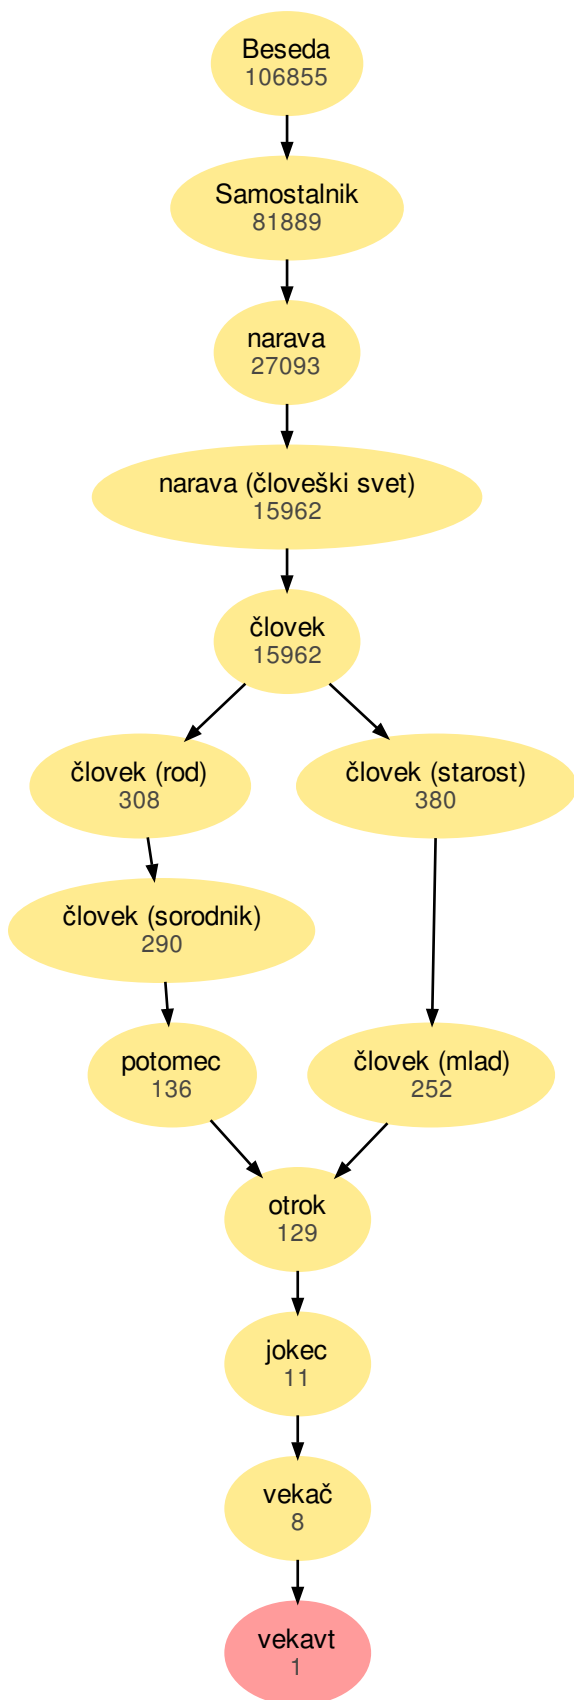 Beseda
106855
Samostalnik
81889
narava
27093
narava (človeški svet)
15962
človek
15962
človek (rod)
308
človek (starost)
380
človek (sorodnik)
290
potomec
136
človek (mlad)
252
otrok
129
jokec
11
vekač
8
vekavt
1